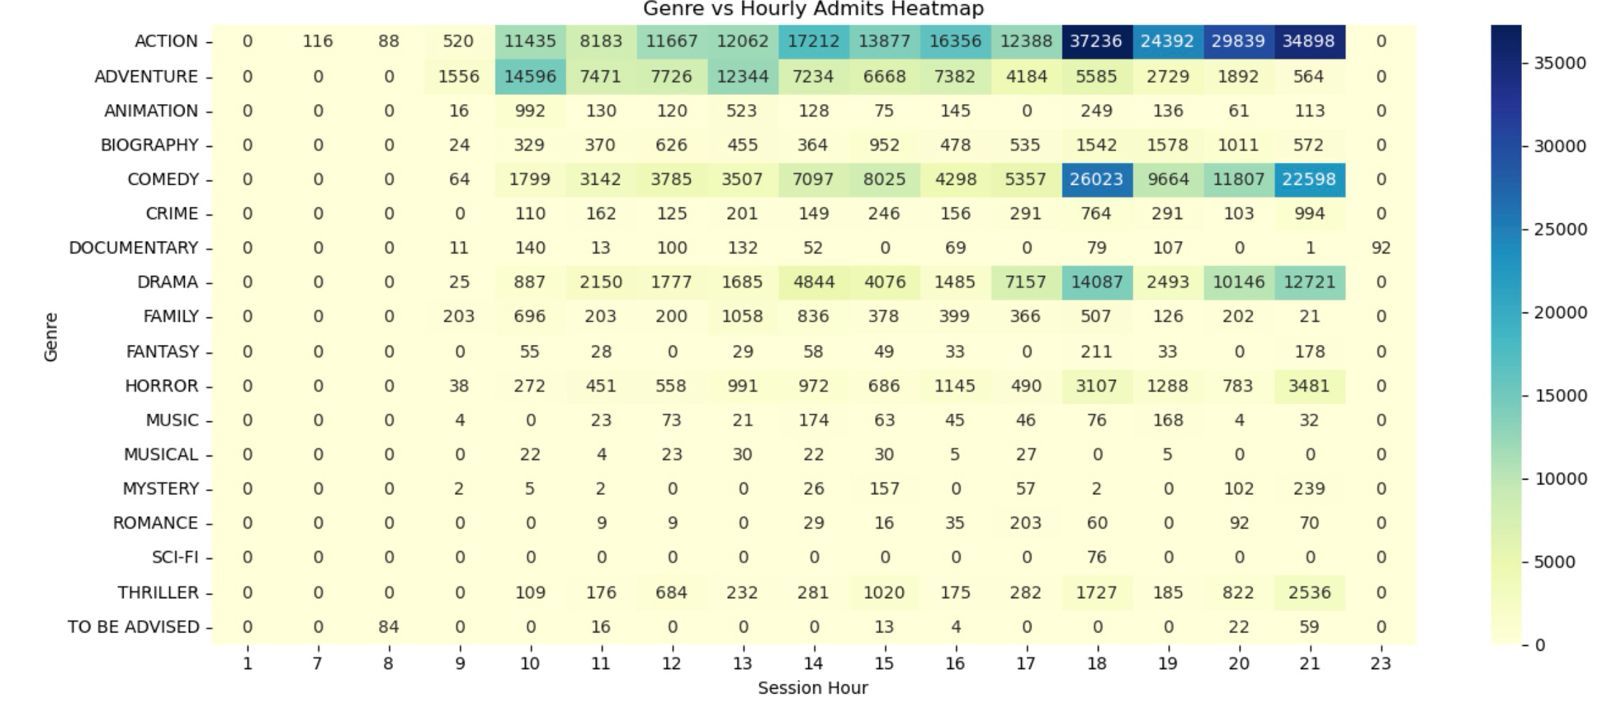 Genre vs Hourly Admits Heatmap
ACTION 0 116 88 520 11435 8183 11667 12062 17212 13877 16356 12388 37236 24392 29839 34898 0
ADVENTURE 0 0 0 1556 14596 7471 7726 12344 7234 6668 7382 4184 5585 2729 1892 564 0
ANIMATION 0 0 0 16 992 130 120 523 128 75 145 0 249 136 61 113 0
BIOGRAPHY 0 0 0 24 329 370 626 455 364 952 478 535 1542 1578 1011 572 0
COMEDY 0 0 0 64 1799 3142 3785 3507 7097 8025 4298 5357 26023 9664 11807 22598 0
CRIME 0 0 0 0 110 162 125 201 149 246 156 291 764 291 103 994 0
DOCUMENTARY 0 0 0 11 140 13 100 132 52 0 69 0 79 107 0 1 92
DRAMA 0 0 0 25 887 2150 1777 1685 4844 4076 1485 7157 14087 2493 10146 12721 0
FAMILY 0 0 0 203 696 203 200 1058 836 378 399 366 507 126 202 21 0
FANTASY 0 0 0 0 55 28 0 29 58 49 33 0 211 33 0 178 0
HORROR 0 0 0 38 272 451 558 991 972 686 1145 490 3107 1288 783 3481 0
MUSIC 0 0 0 4 0 23 73 21 174 63 45 46 76 168 4 32 0
MUSICAL 0 0 0 0 22 4 23 30 22 30 5 27 0 5 0 0 0
MYSTERY 0 0 0 2 5 2 0 0 26 157 0 57 2 0 102 239 0
ROMANCE 0 0 0 0 0 9 9 0 29 16 35 203 60 0 92 70 0
SCI-FI 0 0 0 0 0 0 0 0 0 0 0 0 76 0 0 0 0
THRILLER 0 0 0 0 109 176 684 232 281 1020 175 282 1727 185 822 2536 0
TO BE ADVISED 0 0 84 0 0 16 0 0 0 13 4 0 0 0 22 59 0
1 7 8 9 10 11 12 13 14 15 16 17 18 19 20 21 23
Session Hour
Genre
35000
30000
25000
20000
15000
10000
5000
0